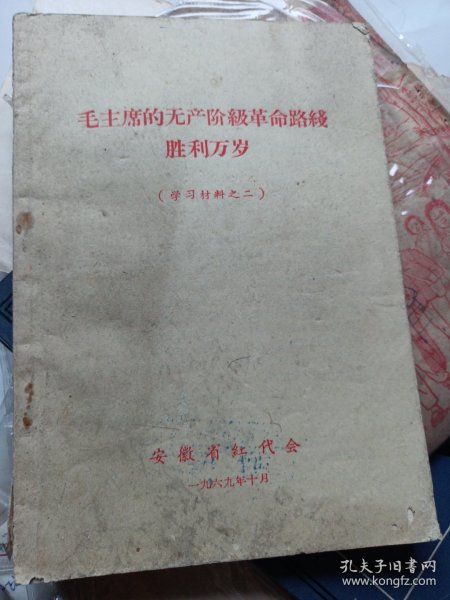 毛主席的无产阶級革命路綫
胜利万岁
(学习材料之二)
安徽省紅代会
一九六九年十月
孔夫子旧书网
www.kongfz.com